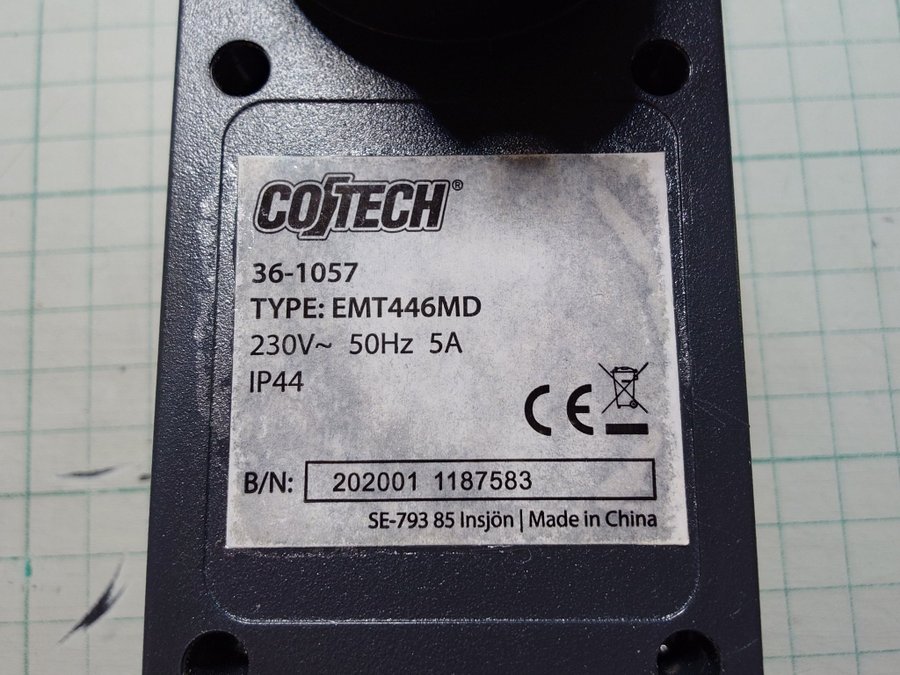 COTECH®
36-1057
TYPE: EMT446MD
230V~ 50Hz 5A
IP44
CE
B/N: 202001 1187583
SE-793 85 Insjön | Made in China